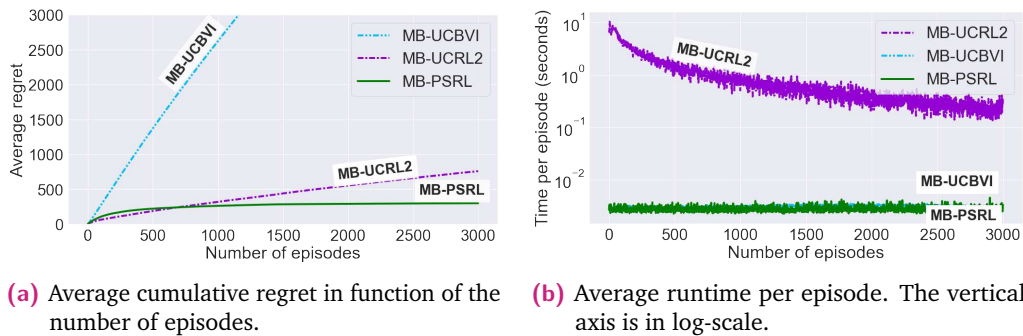 3000
2500
2000
1500
1000
500
0
Average regret
MB-UCBVI
MB-UCRL2
MB-PSRL
MB-UCBVI
MB-UCRL2
MB-PSRL
0 500 1000 1500 2000 2500 3000
Number of episodes
(a) Average cumulative regret in function of the
number of episodes.
10¹
10⁰
10⁻¹
10⁻²
Time per episode (seconds)
MB-UCRL2
MB-UCBVI
MB-PSRL
MB-UCRL2
MB-UCBVI
MB-PSRL
0 500 1000 1500 2000 2500 3000
Number of episodes
(b) Average runtime per episode. The vertical
axis is in log-scale.